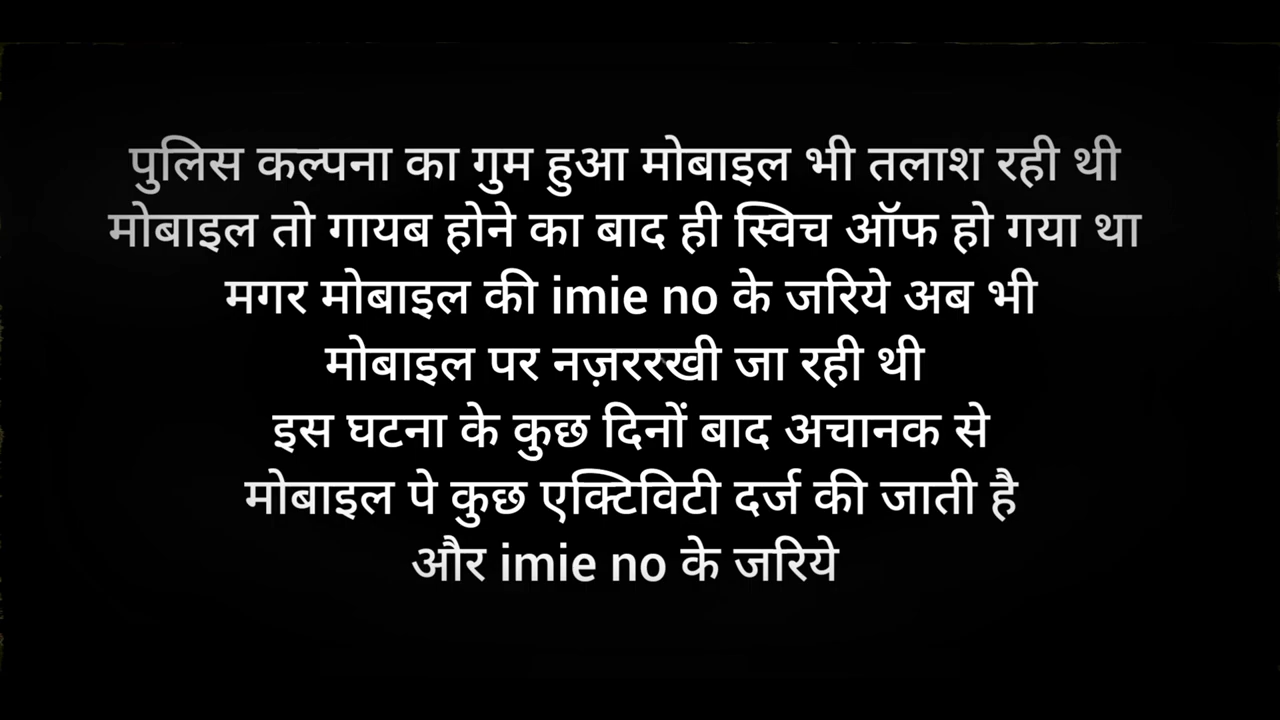 पुलिस कल्पना का गुम हुआ मोबाइल भी तलाश रही थी
मोबाइल तो गायब होने का बाद ही स्विच ऑफ हो गया था
मगर मोबाइल की imie no के जरिये अब भी
मोबाइल पर नज़ररखी जा रही थी
इस घटना के कुछ दिनों बाद अचानक से
मोबाइल पे कुछ एक्टिविटी दर्ज की जाती है
और imie no के जरिये